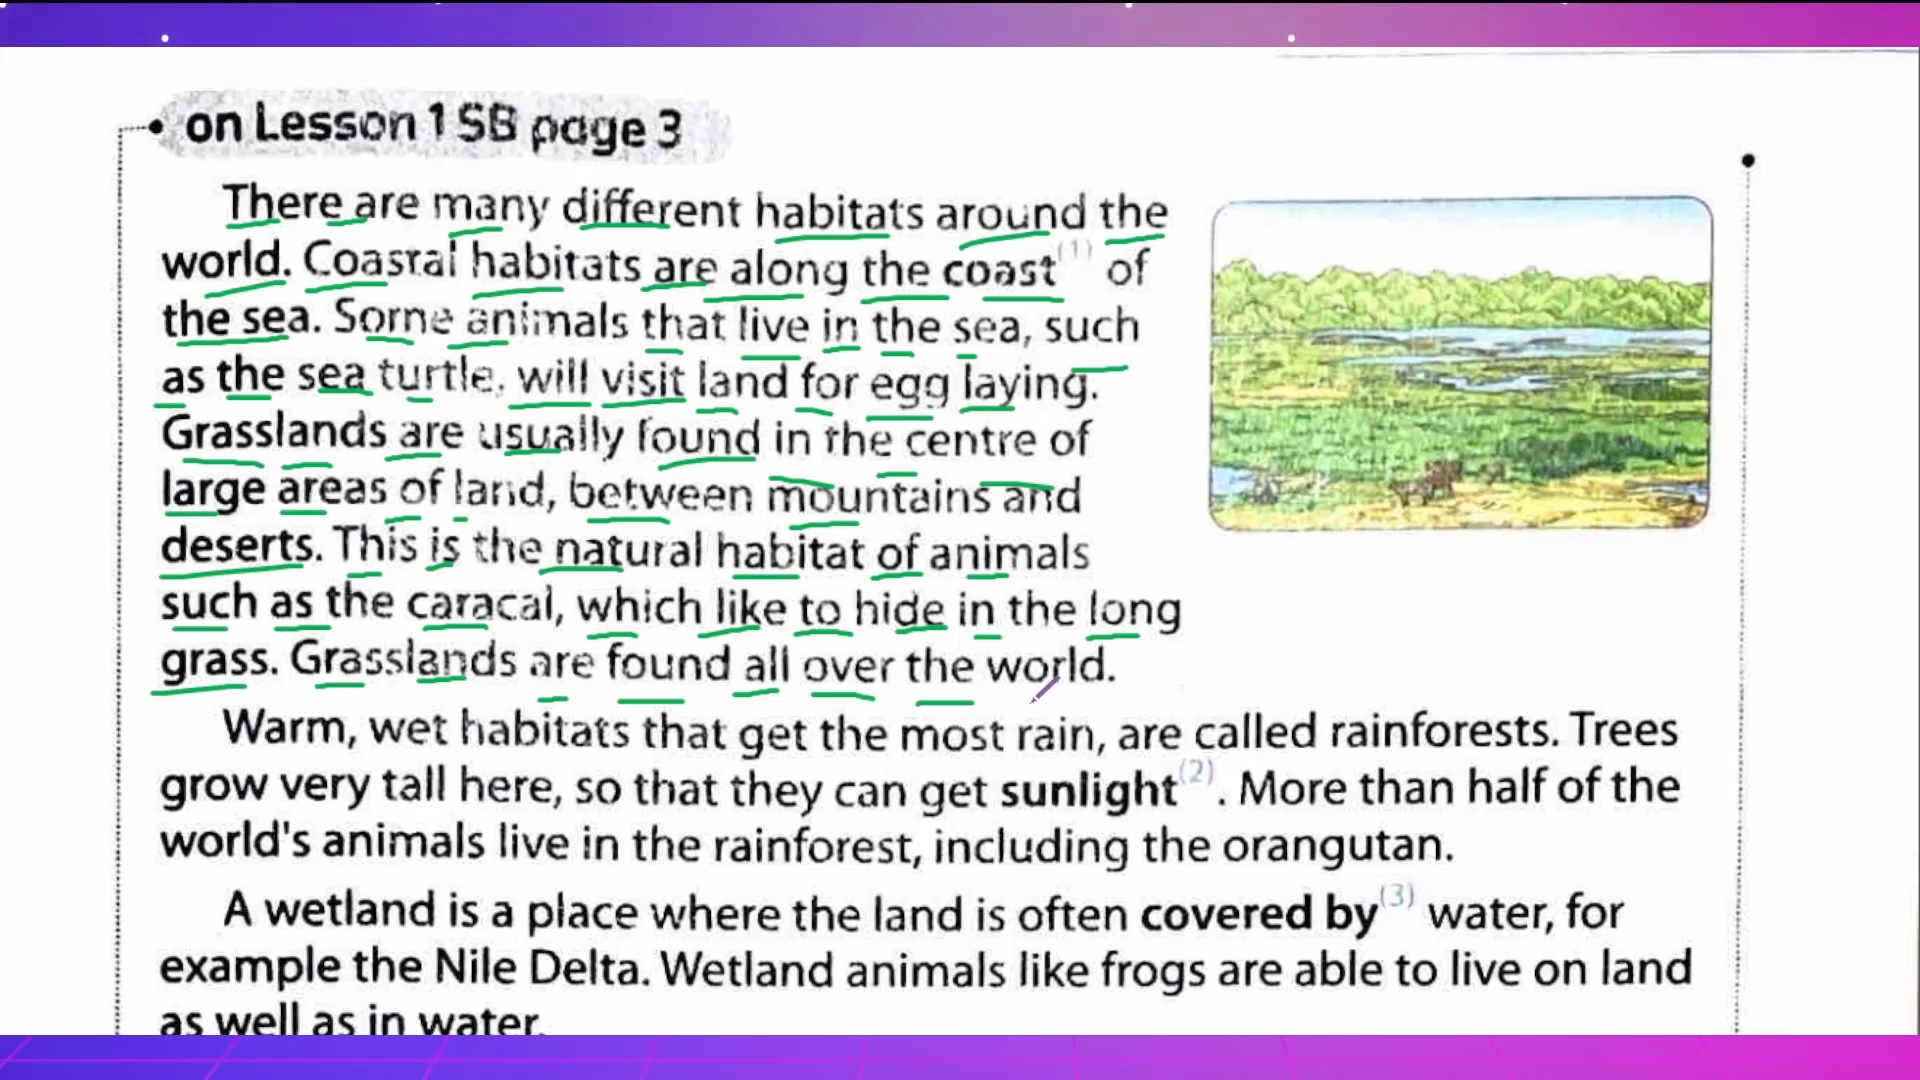 on Lesson 1 SB page 3
There are many different habitats around the
world. Coastal habitats are along the coast(1) of
the sea. Some animals that live in the sea, such
as the sea turtle, will visit land for egg laying.
Grasslands are usually found in the centre of
large areas of land, between mountains and
deserts. This is the natural habitat of animals
such as the caracal, which like to hide in the long
grass. Grasslands are found all over the world.
Warm, wet habitats that get the most rain, are called rainforests. Trees
grow very tall here, so that they can get sunlight(2). More than half of the
world's animals live in the rainforest, including the orangutan.
A wetland is a place where the land is often covered by(3) water, for
example the Nile Delta. Wetland animals like frogs are able to live on land
as well as in water.